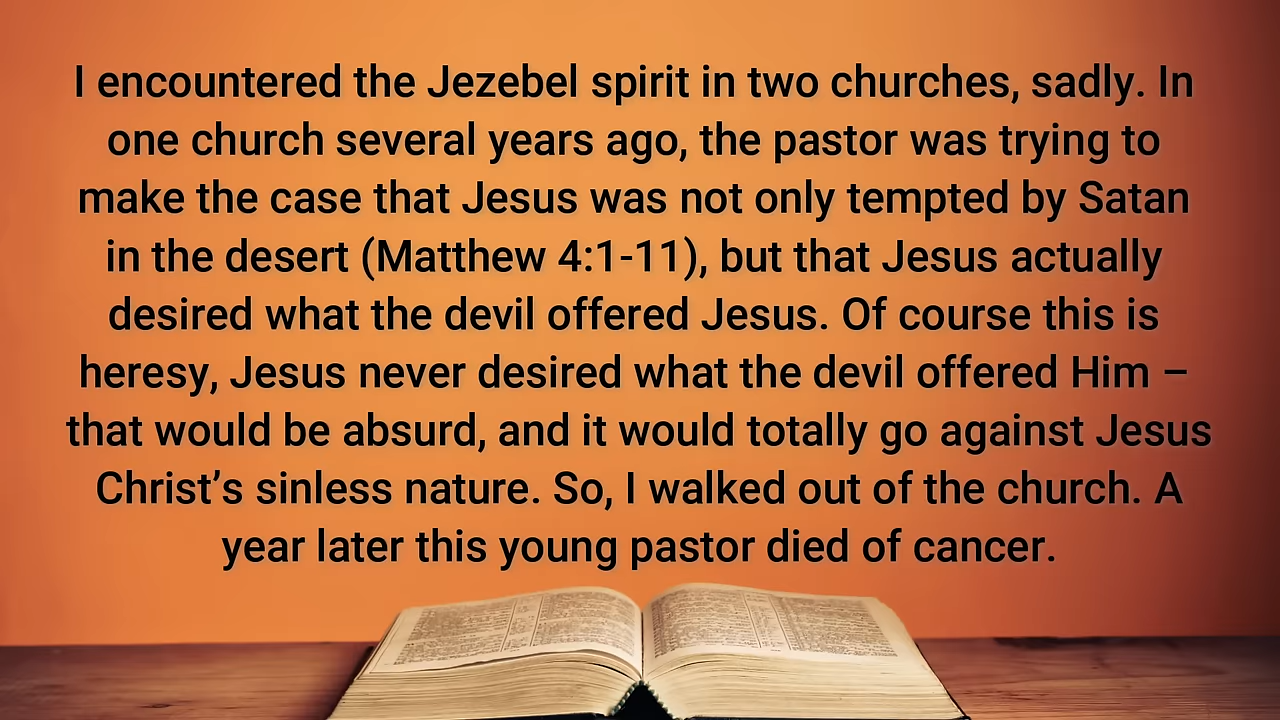 I encountered the Jezebel spirit in two churches, sadly. In
one church several years ago, the pastor was trying to
make the case that Jesus was not only tempted by Satan
in the desert (Matthew 4:1-11), but that Jesus actually
desired what the devil offered Jesus. Of course this is
heresy, Jesus never desired what the devil offered Him –
that would be absurd, and it would totally go against Jesus
Christ’s sinless nature. So, I walked out of the church. A
year later this young pastor died of cancer.